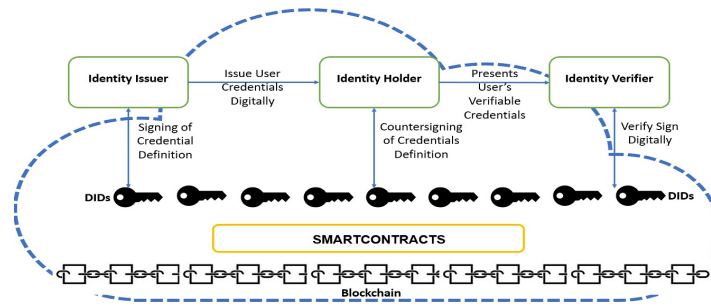 Identity Issuer
Issue User
Credentials
Digitally
Identity Holder
Presents
User's
Verifiable
Credentials
Identity Verifier
Signing of
Credential
Definition
Countersigning
of Credentials
Definition
Verify Sign
Digitally
DIDs
DIDs
SMARTCONTRACTS
Blockchain